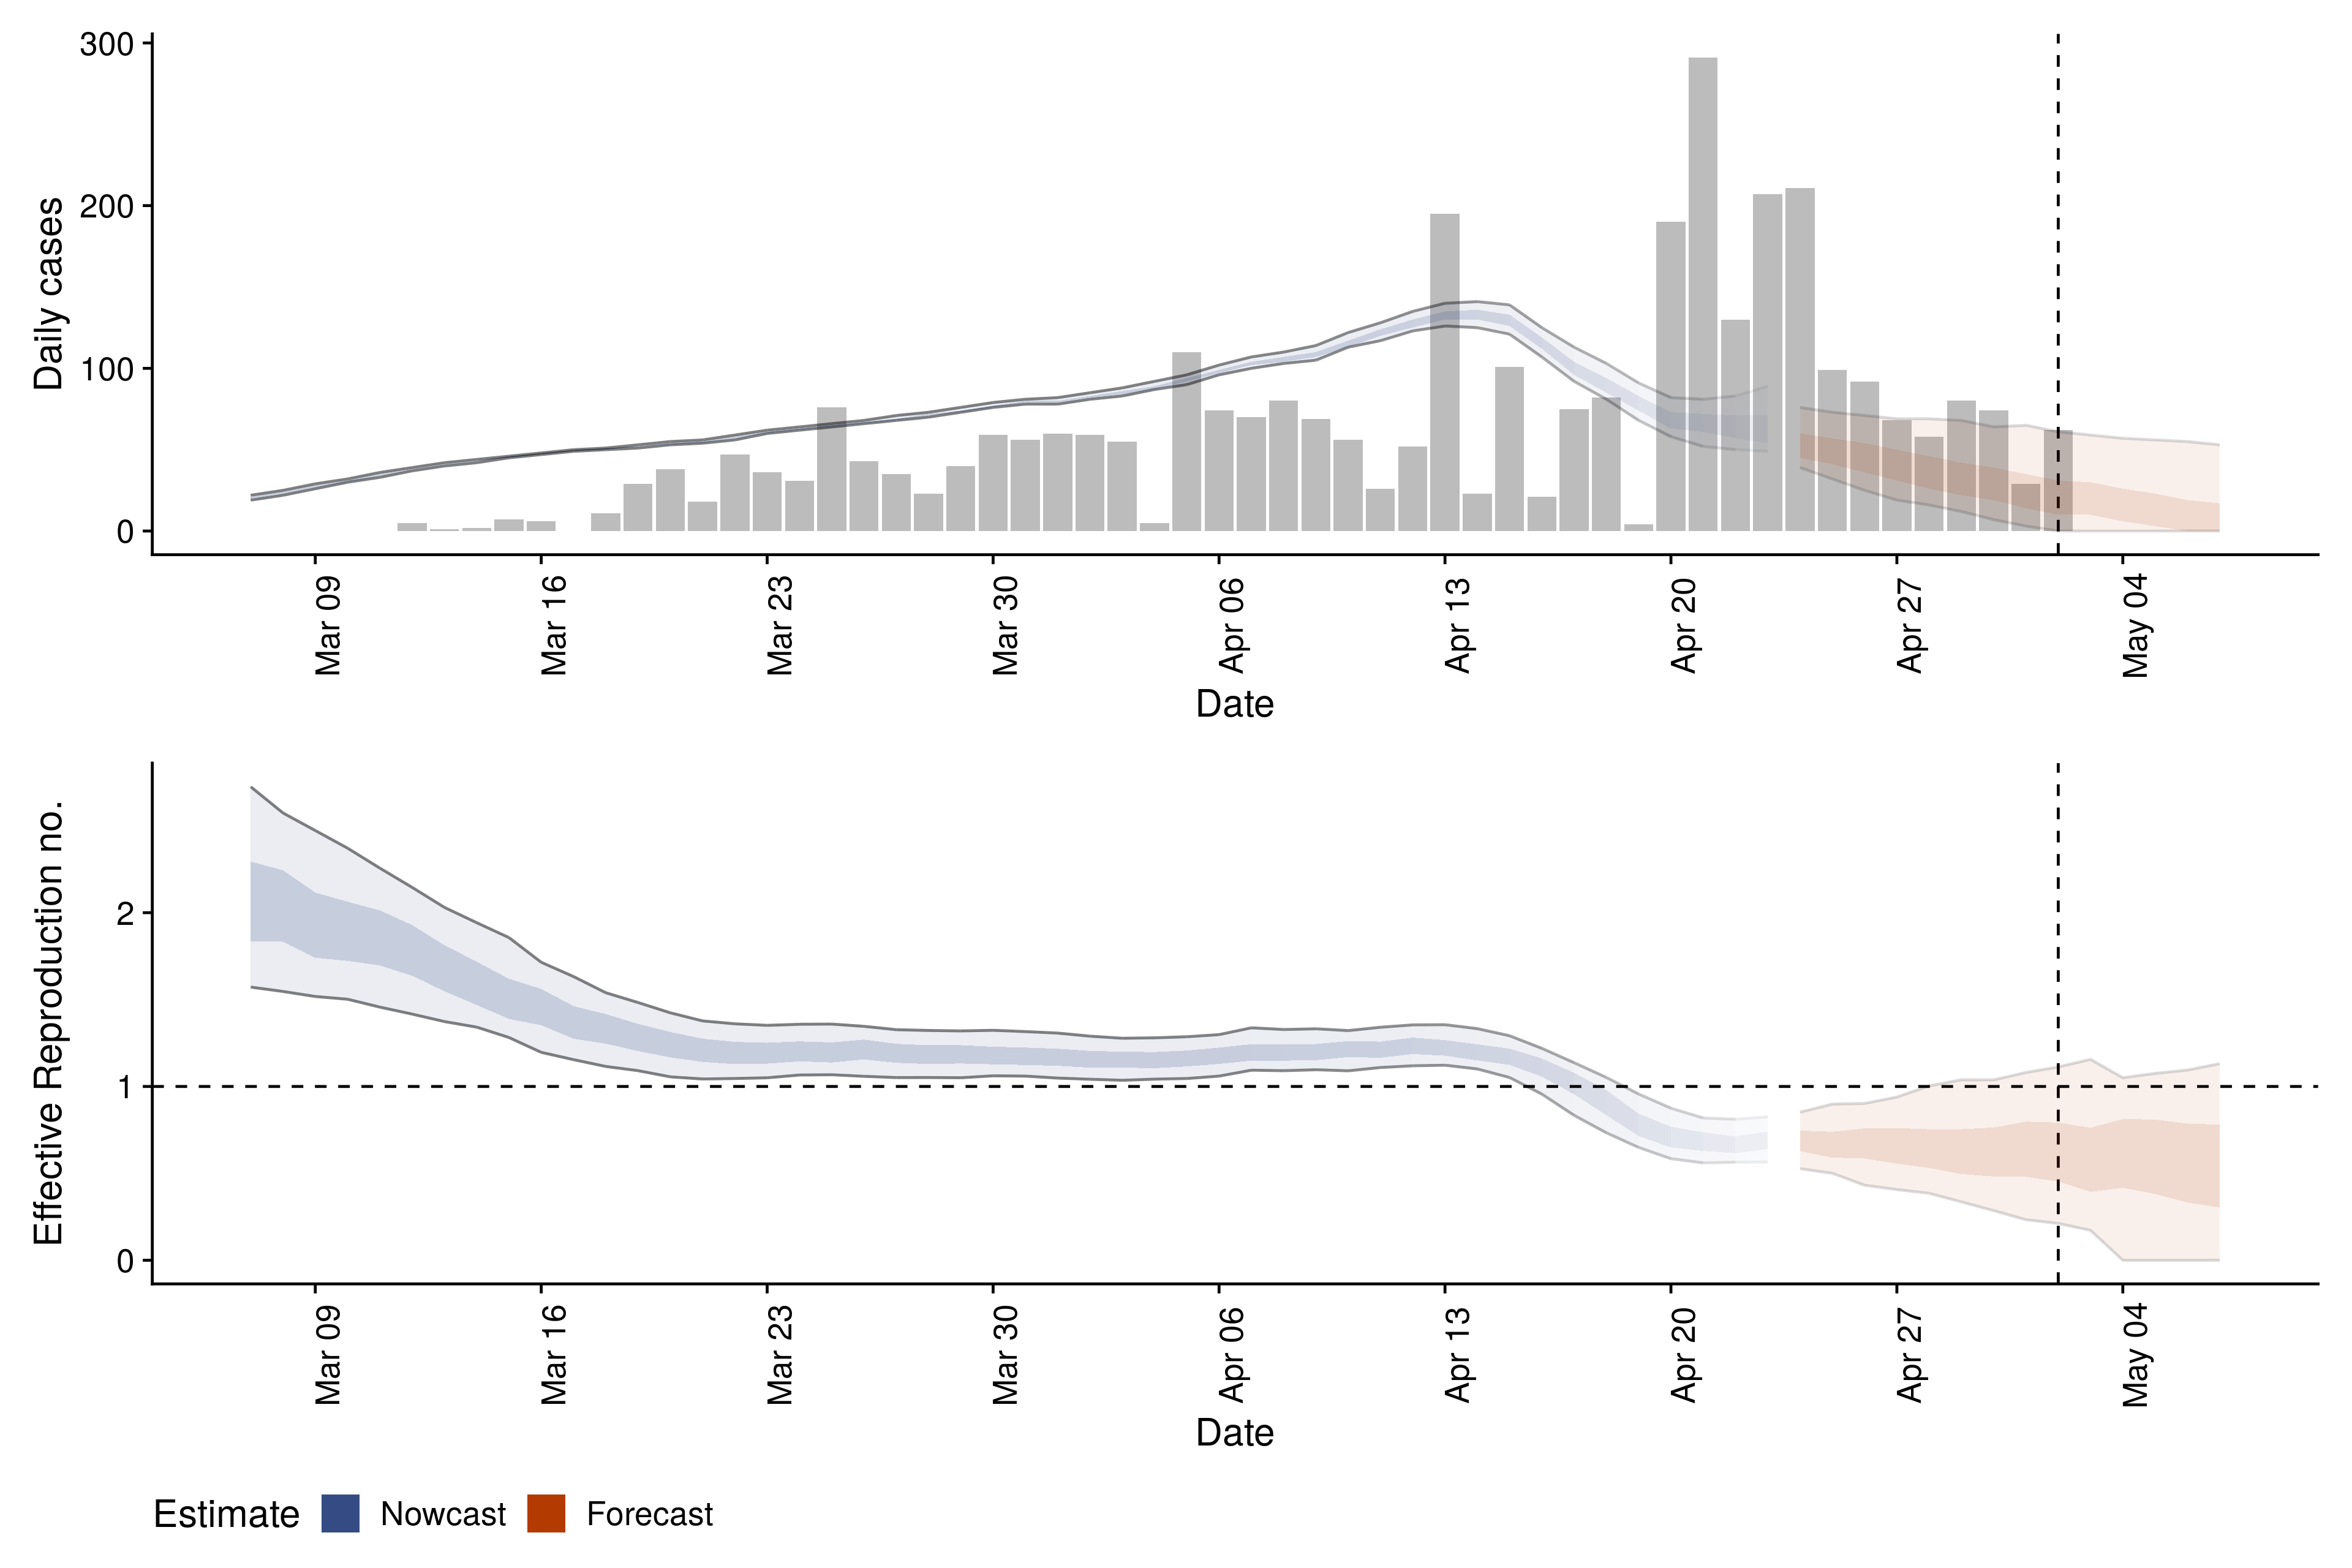 300
200
100
0
Daily cases
Mar 09
Mar 16
Mar 23
Mar 30
Apr 06
Apr 13
Apr 20
Apr 27
May 04
Date
2
1
0
Effective Reproduction no.
Mar 09
Mar 16
Mar 23
Mar 30
Apr 06
Apr 13
Apr 20
Apr 27
May 04
Date
Estimate Nowcast Forecast